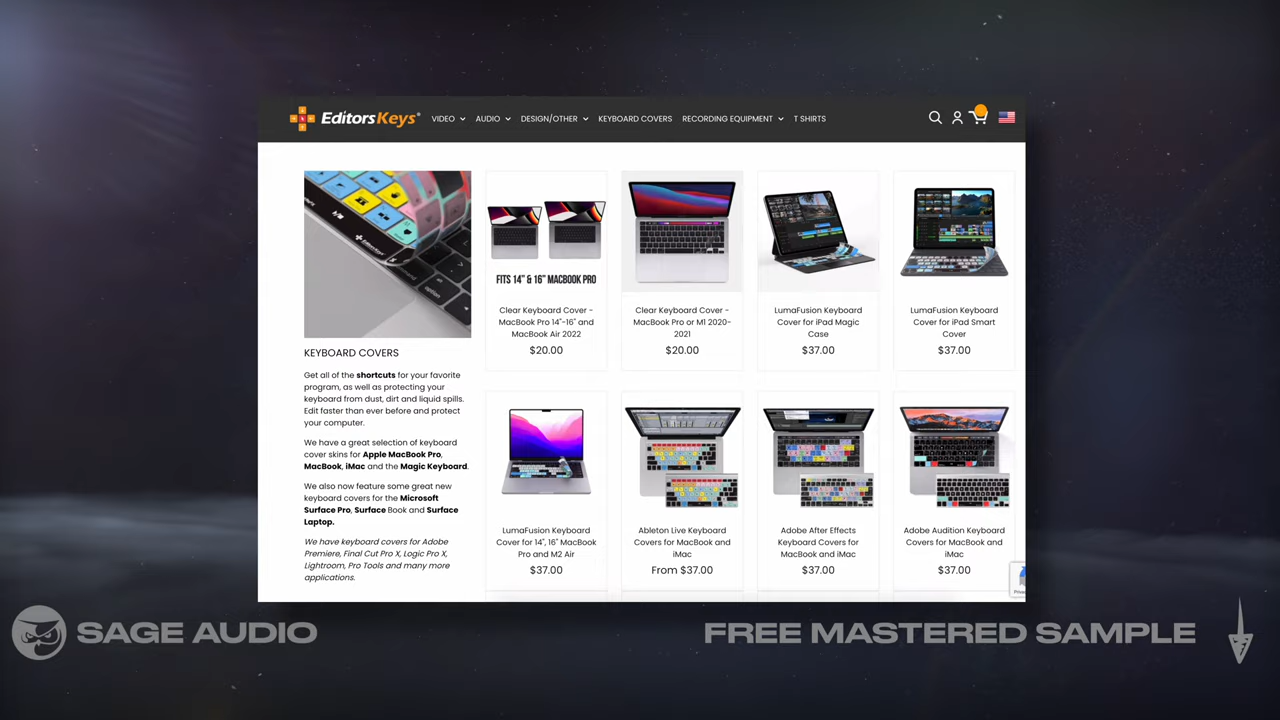 EditorsKeys®
VIDEO AUDIO DESIGN/OTHER KEYBOARD COVERS RECORDING EQUIPMENT T SHIRTS
KEYBOARD COVERS
Get all of the shortcuts for your favorite
program, as well as protecting your
keyboard from dust, dirt and liquid spills.
Edit faster than ever before and protect
your computer.
We have a great selection of keyboard
cover skins for Apple MacBook Pro,
MacBook, iMac and the Magic Keyboard.
We also now feature some great new
keyboard covers for the Microsoft
Surface Pro, Surface Book and Surface
Laptop.
We have keyboard covers for Adobe
Premiere, Final Cut Pro X, Logic Pro X,
Lightroom, Pro Tools and many more
applications.
FITS 14" & 16" MACBOOK PRO
Clear Keyboard Cover -
MacBook Pro 14"-16" and
MacBook Air 2022
$20.00
Clear Keyboard Cover -
MacBook Pro or M1 2020-
2021
$20.00
LumaFusion Keyboard
Cover for iPad Magic
Case
$37.00
LumaFusion Keyboard
Cover for iPad Smart
Cover
$37.00
LumaFusion Keyboard
Cover for 14", 16" MacBook
Pro and M2 Air
$37.00
Ableton Live Keyboard
Covers for MacBook and
iMac
From $37.00
Adobe After Effects
Keyboard Covers for
MacBook and iMac
$37.00
Adobe Audition Keyboard
Covers for MacBook and
iMac
$37.00
SAGE AUDIO
FREE MASTERED SAMPLE